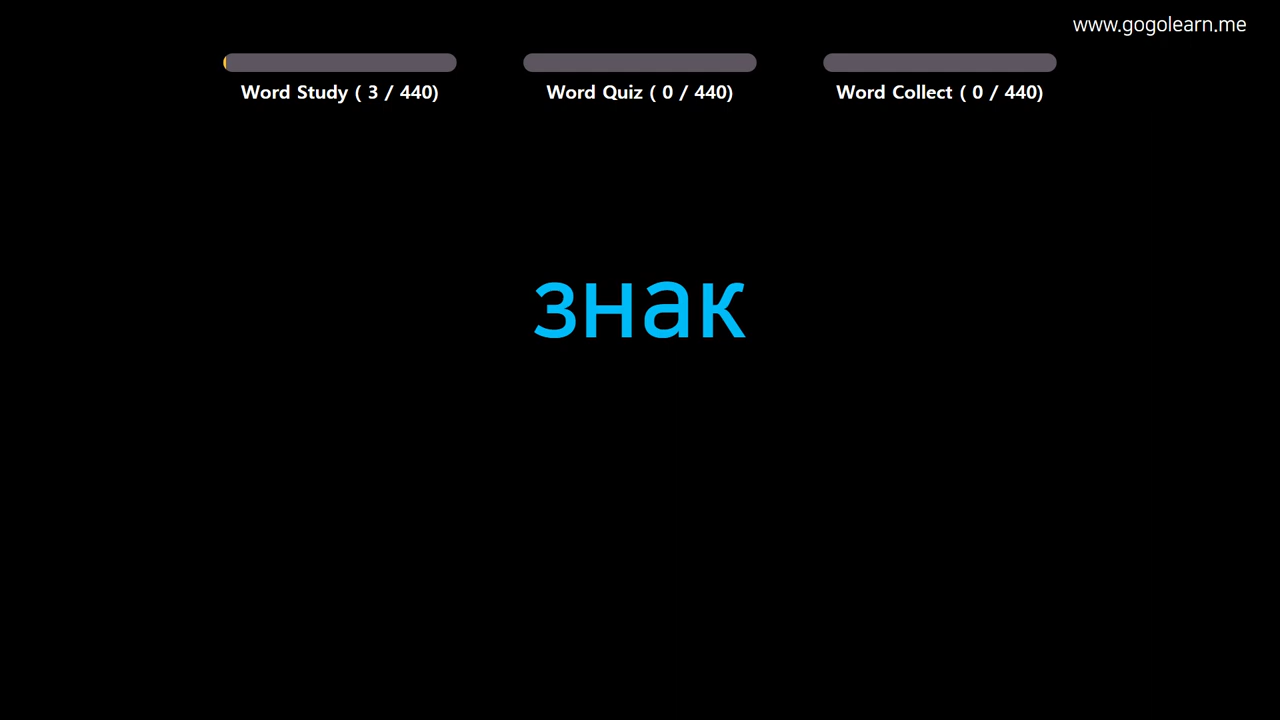 www.gogolearn.me
Word Study ( 3 / 440)
Word Quiz ( 0 / 440)
Word Collect ( 0 / 440)
знак